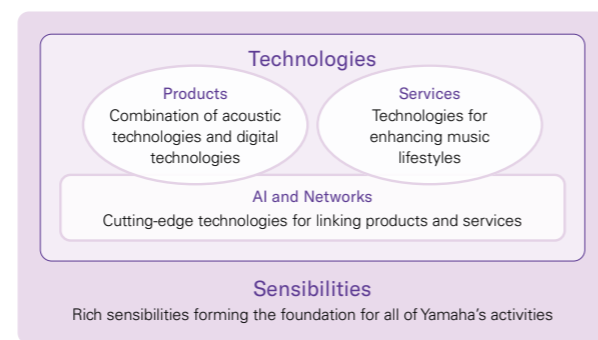 Technologies
Products
Combination of acoustic
technologies and digital
technologies
Services
Technologies for
enhancing music
lifestyles
AI and Networks
Cutting-edge technologies for linking products and services
Sensibilities
Rich sensibilities forming the foundation for all of Yamaha’s activities